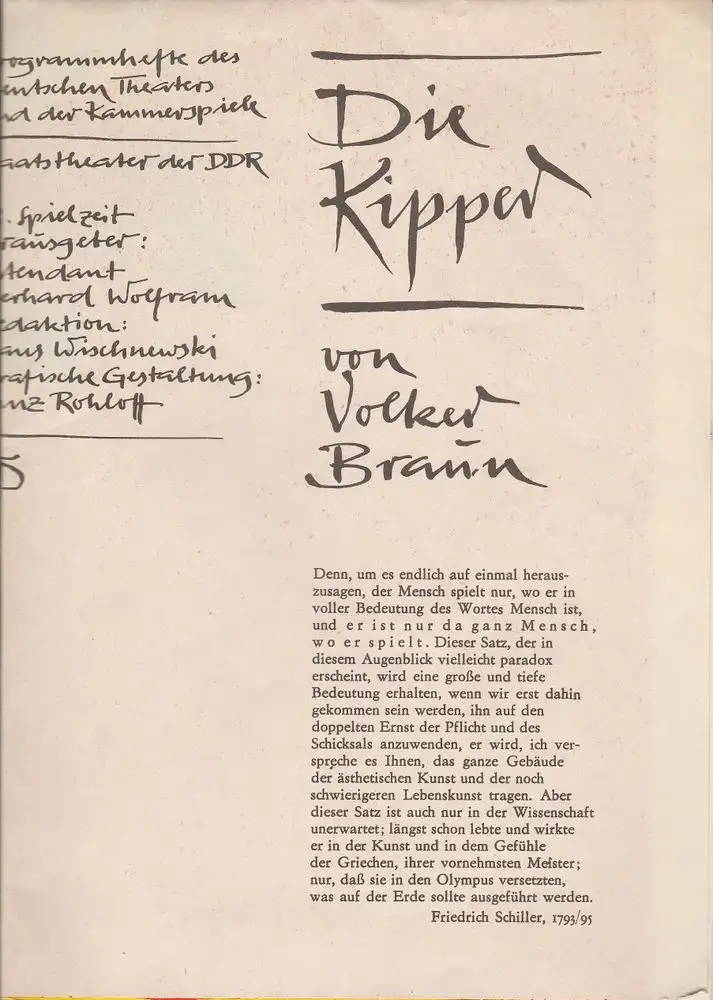 ogrammhefte des
eutschen Theaters
d der Kammerspiele
aatstheater der DDR
. Spielzeit
rausgeber:
tendant
erhard Wolfram
daktion:
aus Wischnewski
rafische Gestaltung:
inz Rohloff
5
Die
Kipper
von
Volker
Braun
Denn, um es endlich auf einmal heraus-
zusagen, der Mensch spielt nur, wo er in
voller Bedeutung des Wortes Mensch ist,
und er ist nur da ganz Mensch,
wo er spielt. Dieser Satz, der in
diesem Augenblick vielleicht paradox
erscheint, wird eine große und tiefe
Bedeutung erhalten, wenn wir erst dahin
gekommen sein werden, ihn auf den
doppelten Ernst der Pflicht und des
Schicksals anzuwenden, er wird, ich ver-
spreche es Ihnen, das ganze Gebäude
der ästhetischen Kunst und der noch
schwierigeren Lebenskunst tragen. Aber
dieser Satz ist auch nur in der Wissenschaft
unerwartet; längst schon lebte und wirkte
er in der Kunst und in dem Gefühle
der Griechen, ihrer vornehmsten Meister;
nur, daß sie in den Olympus versetzten,
was auf der Erde sollte ausgeführt werden.
Friedrich Schiller, 1793/95